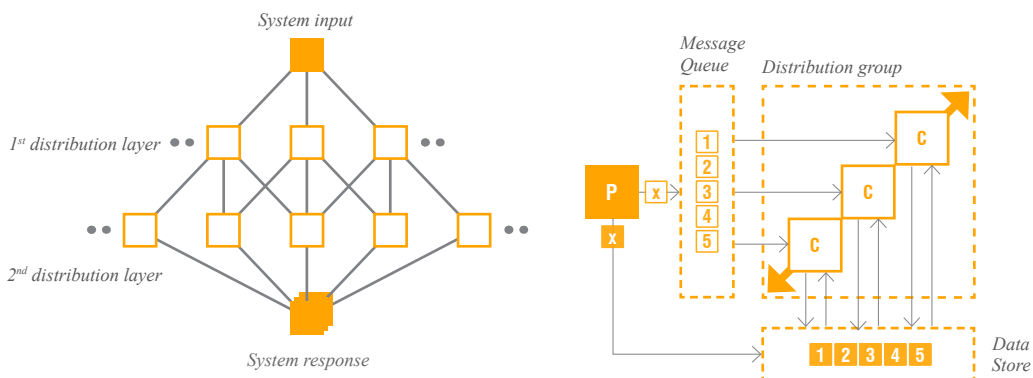 System input
1st distribution layer
2nd distribution layer
System response
Message
Queue
Distribution group
P
x
x
1
2
3
4
5
C
C
C
1 2 3 4 5
Data
Store